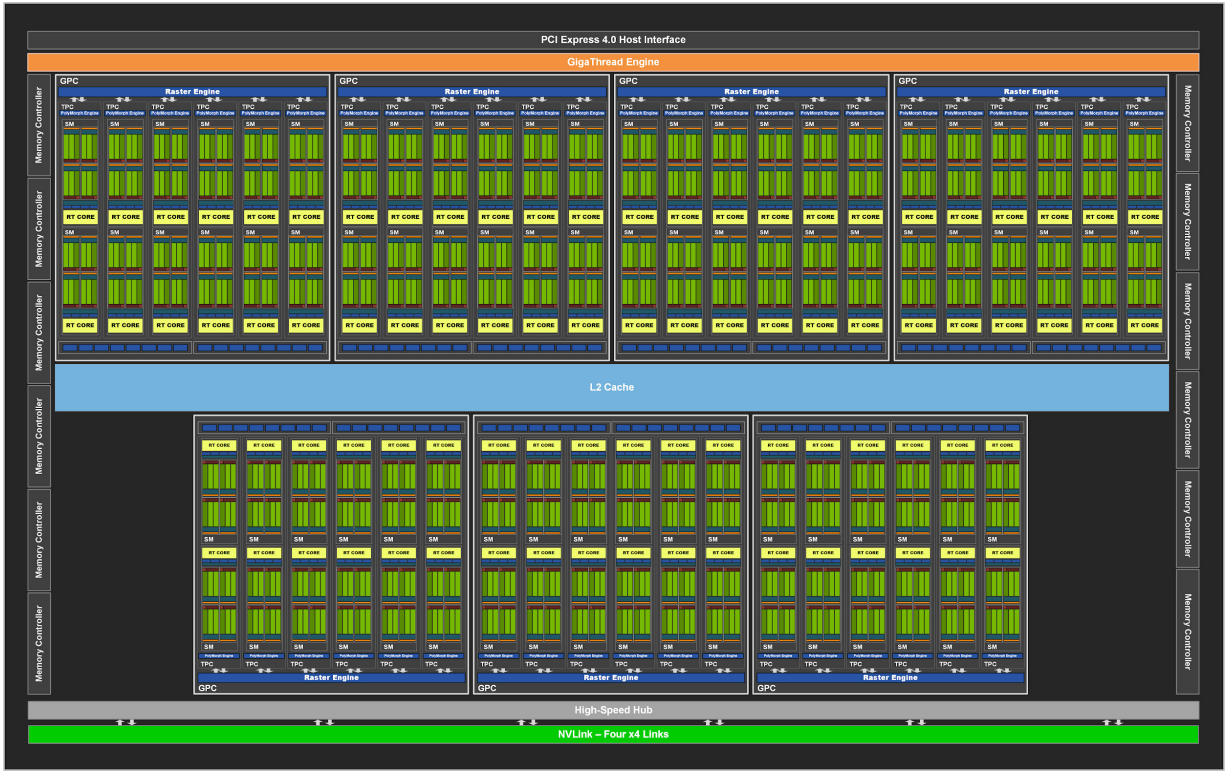 PCI Express 4.0 Host Interface
GigaThread Engine
GPC GPC GPC GPC
Raster Engine Raster Engine Raster Engine Raster Engine
TPC TPC TPC TPC TPC TPC TPC TPC TPC TPC TPC TPC TPC TPC TPC TPC TPC TPC TPC TPC TPC TPC TPC TPC
PolyMorph Engine PolyMorph Engine PolyMorph Engine PolyMorph Engine PolyMorph Engine PolyMorph Engine PolyMorph Engine PolyMorph Engine PolyMorph Engine PolyMorph Engine PolyMorph Engine PolyMorph Engine PolyMorph Engine PolyMorph Engine PolyMorph Engine PolyMorph Engine PolyMorph Engine PolyMorph Engine PolyMorph Engine PolyMorph Engine PolyMorph Engine PolyMorph Engine PolyMorph Engine PolyMorph Engine
SM SM SM SM SM SM SM SM SM SM SM SM SM SM SM SM SM SM SM SM SM SM SM SM
RT CORE RT CORE RT CORE RT CORE RT CORE RT CORE RT CORE RT CORE RT CORE RT CORE RT CORE RT CORE RT CORE RT CORE RT CORE RT CORE RT CORE RT CORE RT CORE RT CORE RT CORE RT CORE RT CORE RT CORE
SM SM SM SM SM SM SM SM SM SM SM SM SM SM SM SM SM SM SM SM SM SM SM SM
RT CORE RT CORE RT CORE RT CORE RT CORE RT CORE RT CORE RT CORE RT CORE RT CORE RT CORE RT CORE RT CORE RT CORE RT CORE RT CORE RT CORE RT CORE RT CORE RT CORE RT CORE RT CORE RT CORE RT CORE
Memory Controller
Memory Controller
Memory Controller
Memory Controller
Memory Controller
Memory Controller
Memory Controller
Memory Controller
Memory Controller
Memory Controller
Memory Controller
Memory Controller
L2 Cache
RT CORE RT CORE RT CORE RT CORE RT CORE RT CORE RT CORE RT CORE RT CORE RT CORE RT CORE RT CORE RT CORE RT CORE RT CORE RT CORE RT CORE RT CORE
SM SM SM SM SM SM SM SM SM SM SM SM SM SM SM SM SM SM
RT CORE RT CORE RT CORE RT CORE RT CORE RT CORE RT CORE RT CORE RT CORE RT CORE RT CORE RT CORE RT CORE RT CORE RT CORE RT CORE RT CORE RT CORE
SM SM SM SM SM SM SM SM SM SM SM SM SM SM SM SM SM SM
PolyMorph Engine PolyMorph Engine PolyMorph Engine PolyMorph Engine PolyMorph Engine PolyMorph Engine PolyMorph Engine PolyMorph Engine PolyMorph Engine PolyMorph Engine PolyMorph Engine PolyMorph Engine PolyMorph Engine PolyMorph Engine PolyMorph Engine PolyMorph Engine PolyMorph Engine PolyMorph Engine
TPC TPC TPC TPC TPC TPC TPC TPC TPC TPC TPC TPC TPC TPC TPC TPC TPC TPC
Raster Engine Raster Engine Raster Engine
GPC GPC GPC
High-Speed Hub
NVLink – Four x4 Links